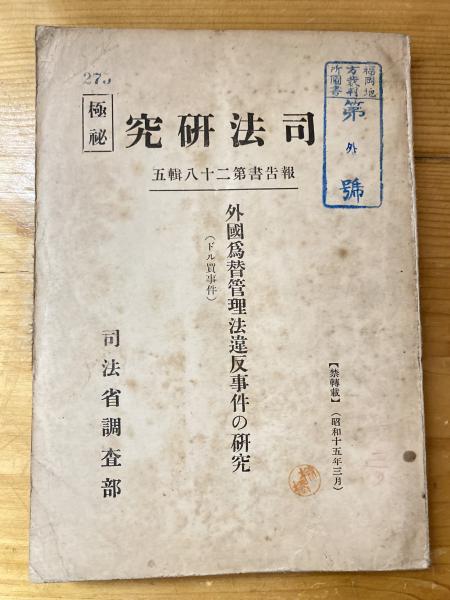 福岡地
方裁判
所圖書
第外號
極祕
司法研究
報告書第二十八輯五
【禁轉載】（昭和十五年三月）
外國爲替管理法違反事件の研究
（ドル買事件）
司法省調査部